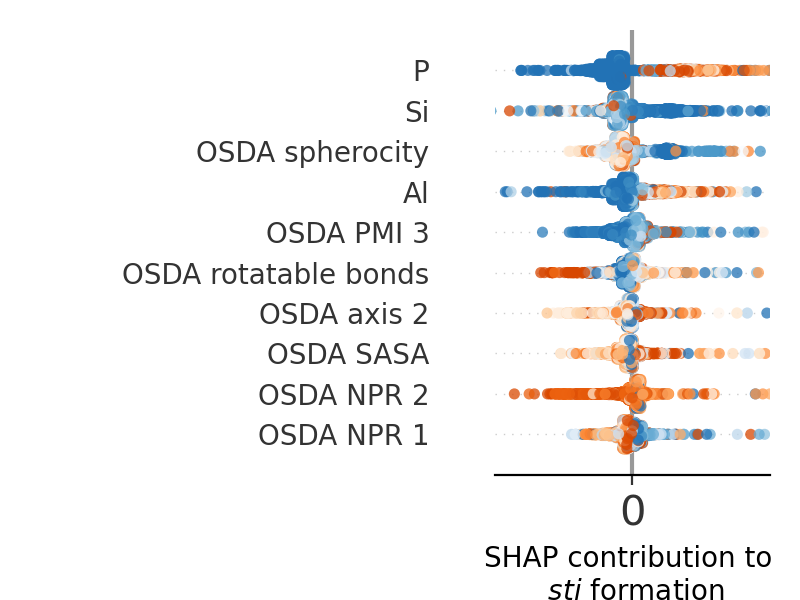 P
Si
OSDA spherocity
Al
OSDA PMI 3
OSDA rotatable bonds
OSDA axis 2
OSDA SASA
OSDA NPR 2
OSDA NPR 1
0
SHAP contribution to
sti formation